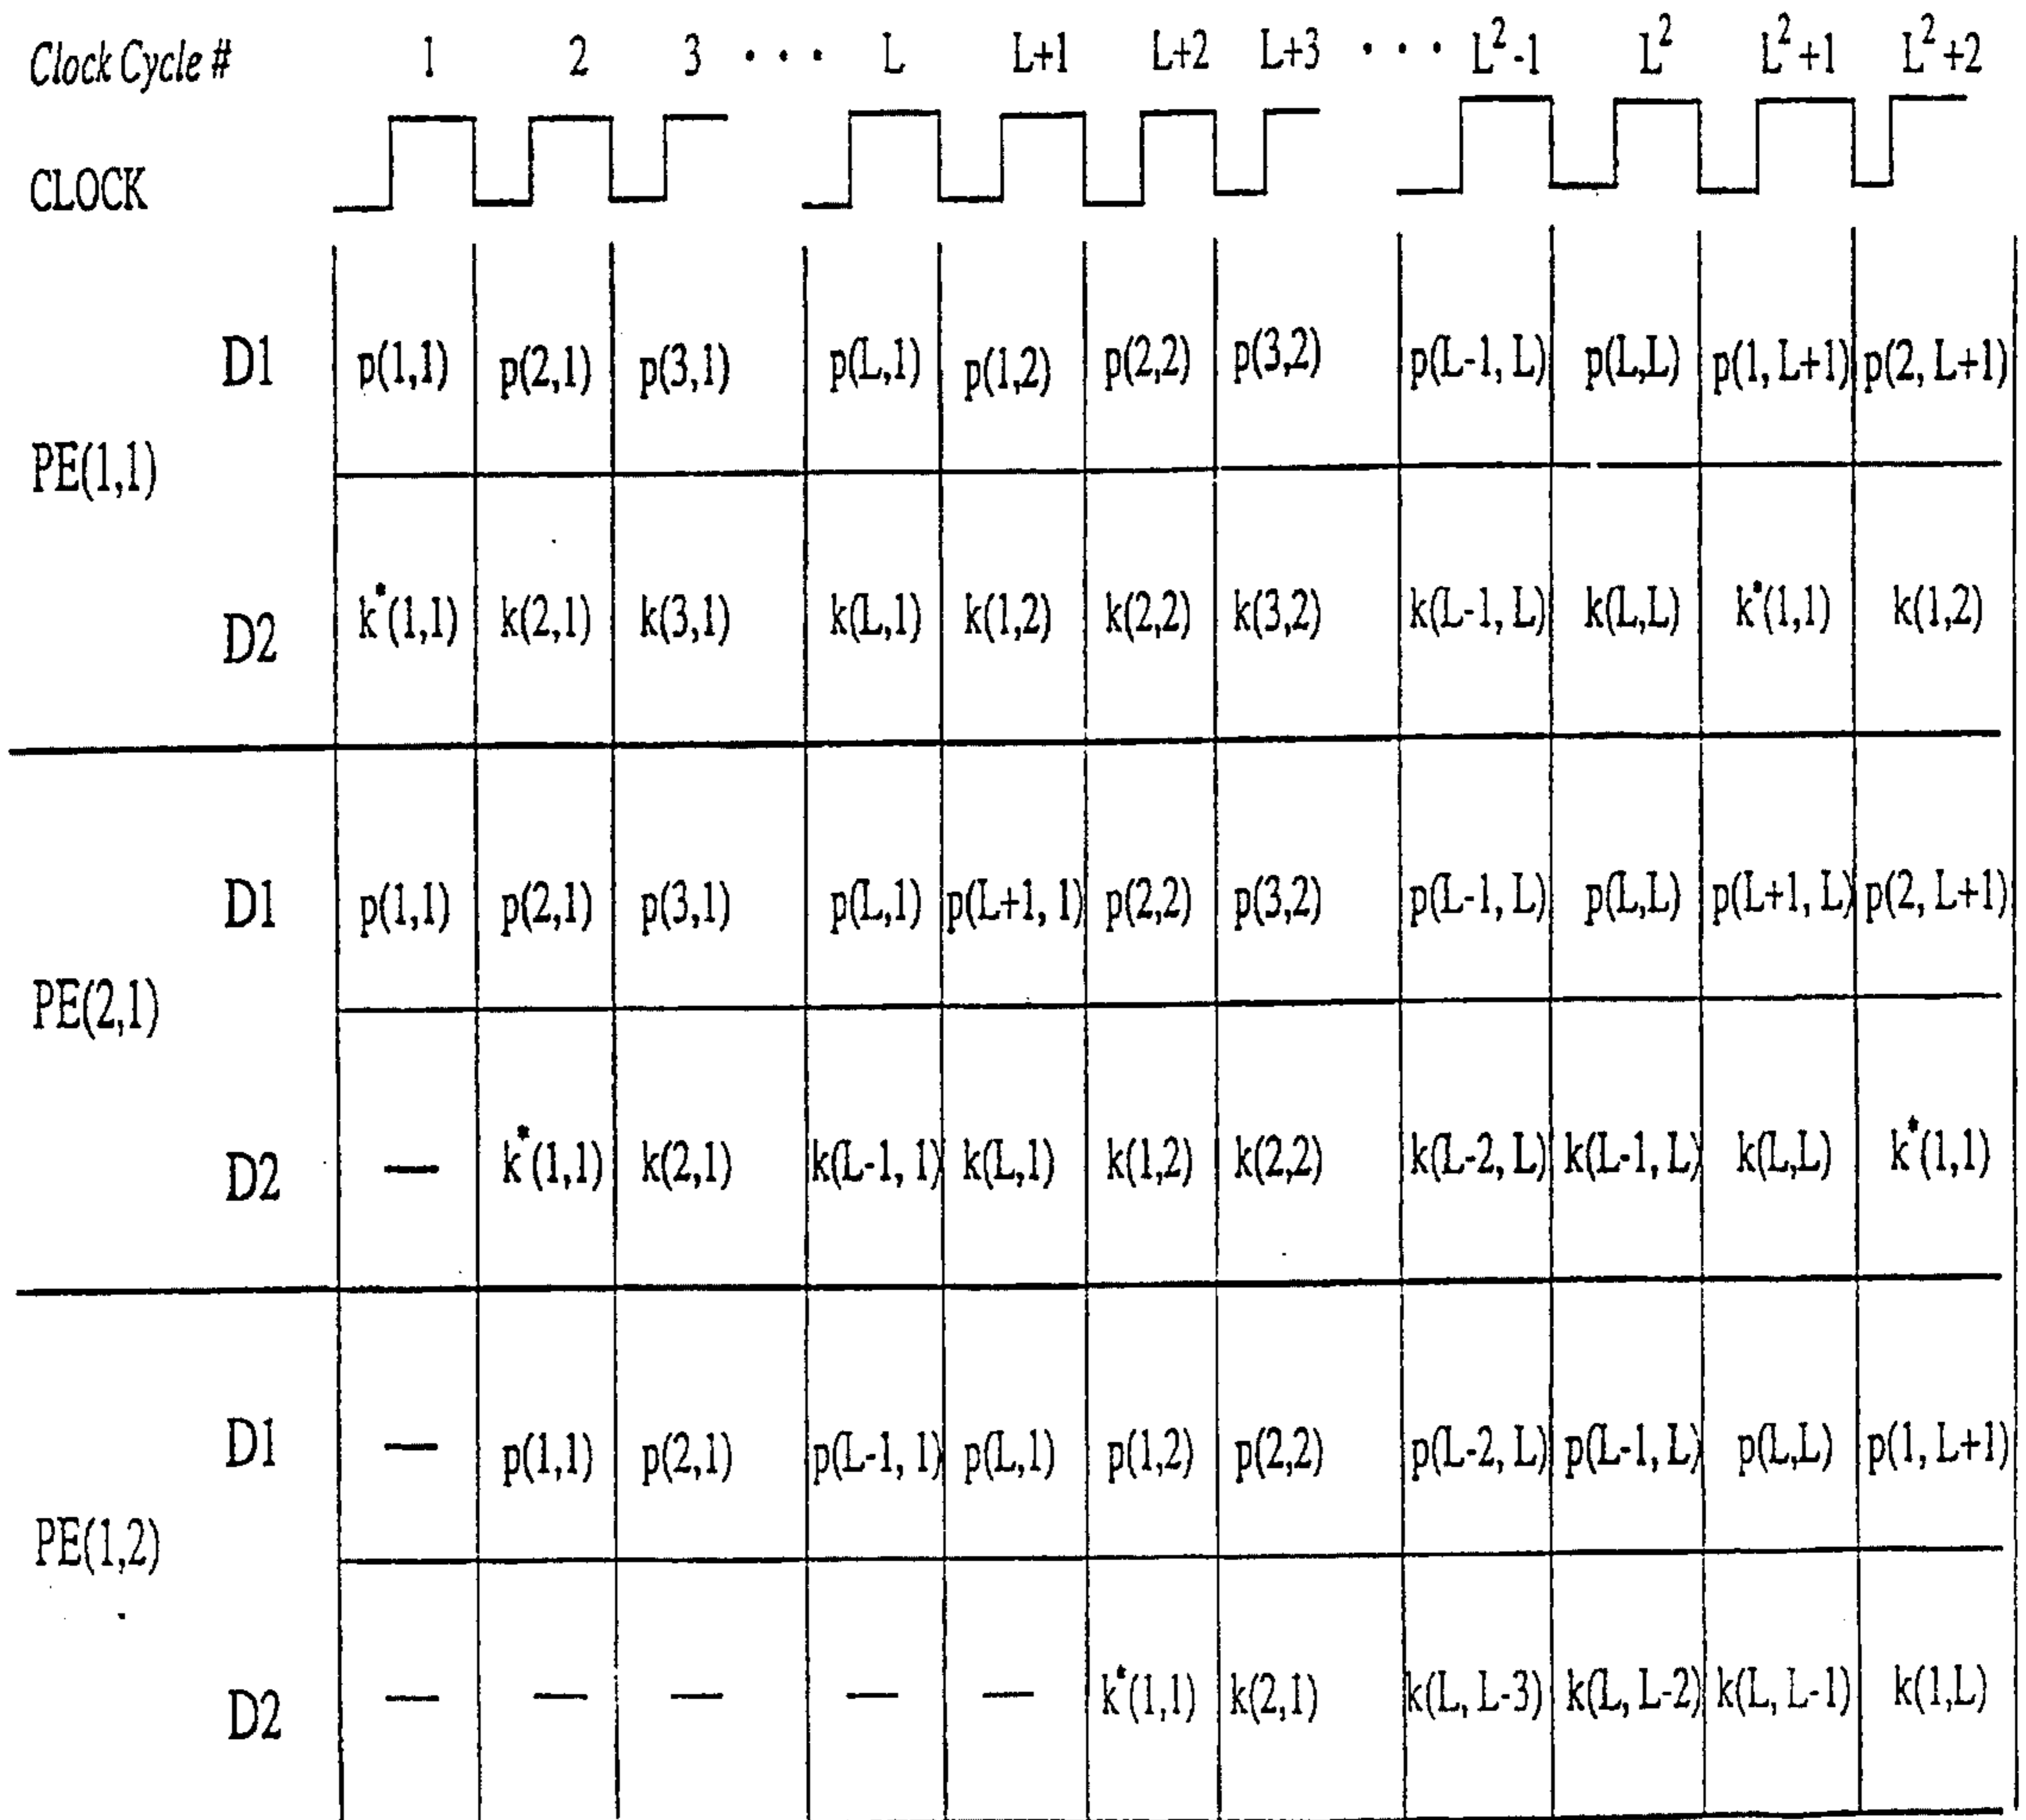 Clock Cycle # 1 2 3 · · · L L+1 L+2 L+3 · · · L²-1 L² L²+1 L²+2
CLOCK
D1 p(1,1) p(2,1) p(3,1) p(L,1) p(1,2) p(2,2) p(3,2) p(L-1, L) p(L,L) p(1, L+1) p(2, L+1)
PE(1,1)
D2 k*(1,1) k(2,1) k(3,1) k(L,1) k(1,2) k(2,2) k(3,2) k(L-1, L) k(L,L) k*(1,1) k(1,2)
D1 p(1,1) p(2,1) p(3,1) p(L,1) p(L+1, 1) p(2,2) p(3,2) p(L-1, L) p(L,L) p(L+1, L) p(2, L+1)
PE(2,1)
D2 — k*(1,1) k(2,1) k(L-1, 1) k(L,1) k(1,2) k(2,2) k(L-2, L) k(L-1, L) k(L,L) k*(1,1)
D1 — p(1,1) p(2,1) p(L-1, 1) p(L,1) p(1,2) p(2,2) p(L-2, L) p(L-1, L) p(L,L) p(1, L+1)
PE(1,2)
D2 — — — — — k*(1,1) k(2,1) k(L, L-3) k(L, L-2) k(L, L-1) k(1,L)